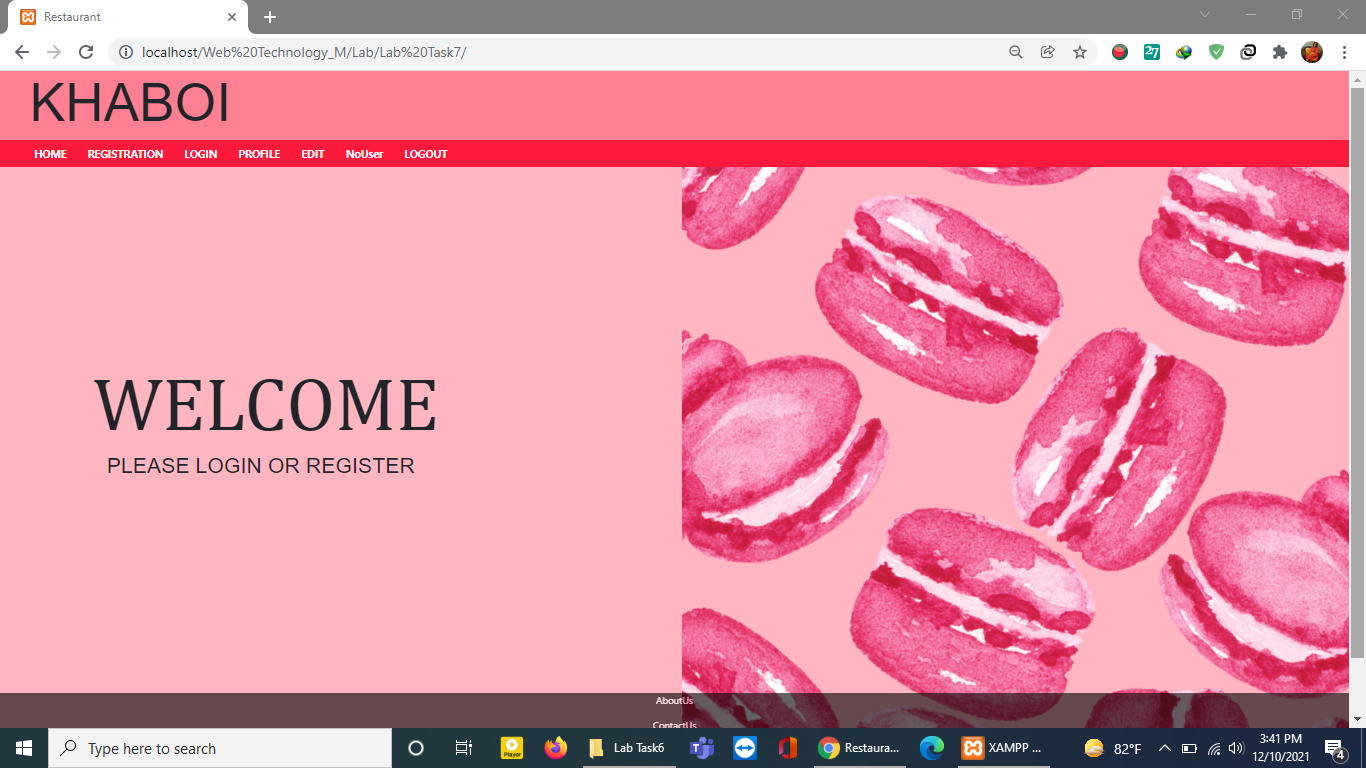 Restaurant
localhost/Web%20Technology_M/Lab/Lab%20Task7/
27
KHABOI
HOME REGISTRATION LOGIN PROFILE EDIT NoUser LOGOUT
WELCOME
PLEASE LOGIN OR REGISTER
AboutUs
ContactUs
Type here to search
Player
Lab Task6
Restaura...
XAMPP ...
82°F
3:41 PM
12/10/2021
4